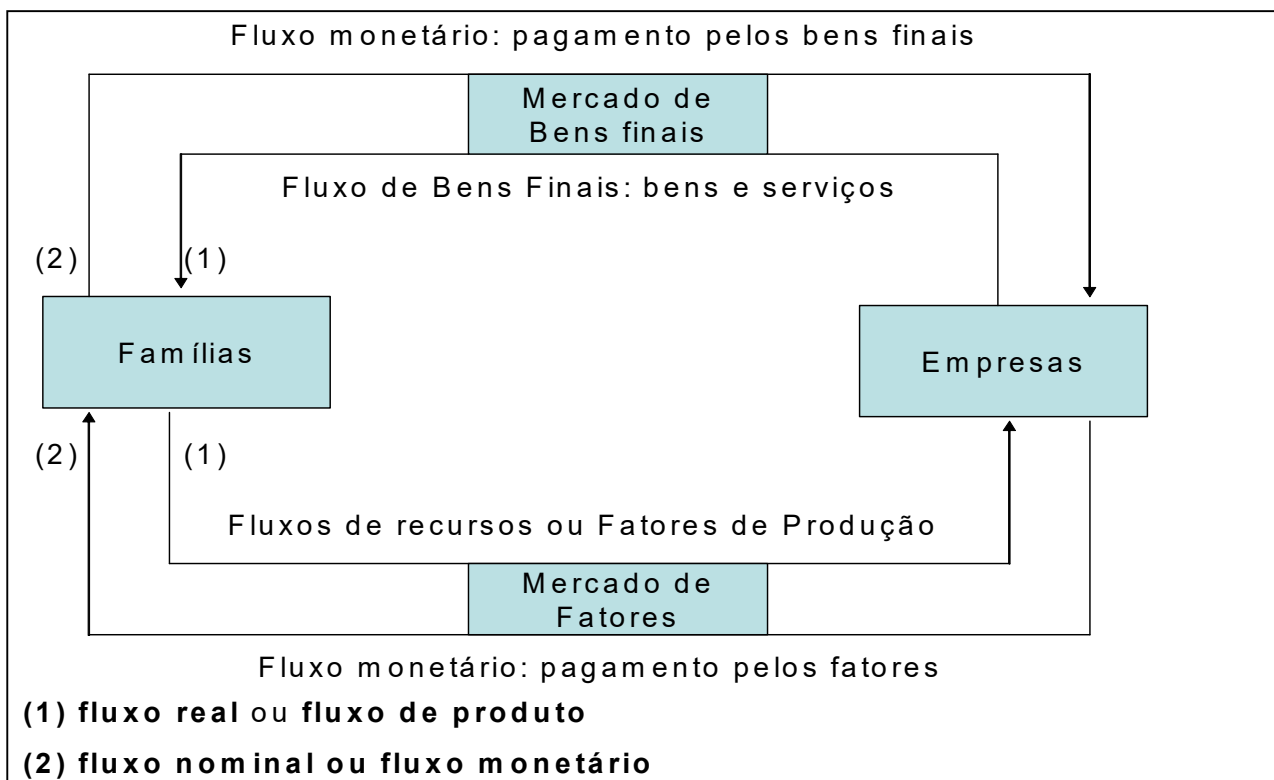 Fluxo monetário: pagamento pelos bens finais
Mercado de
Bens finais
Fluxo de Bens Finais: bens e serviços
(2)
(1)
Famílias
Empresas
(2)
(1)
Fluxos de recursos ou Fatores de Produção
Mercado de
Fatores
Fluxo monetário: pagamento pelos fatores
(1) fluxo real ou fluxo de produto
(2) fluxo nominal ou fluxo monetário